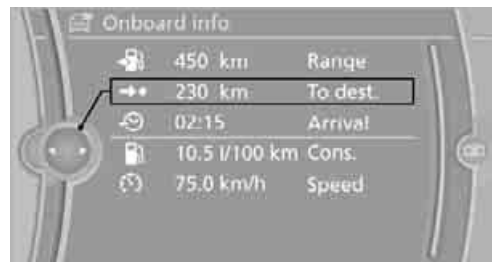 Onboard info
450 km Range
230 km To dest.
02:15 Arrival
10.5 l/100 km Cons.
75.0 km/h Speed